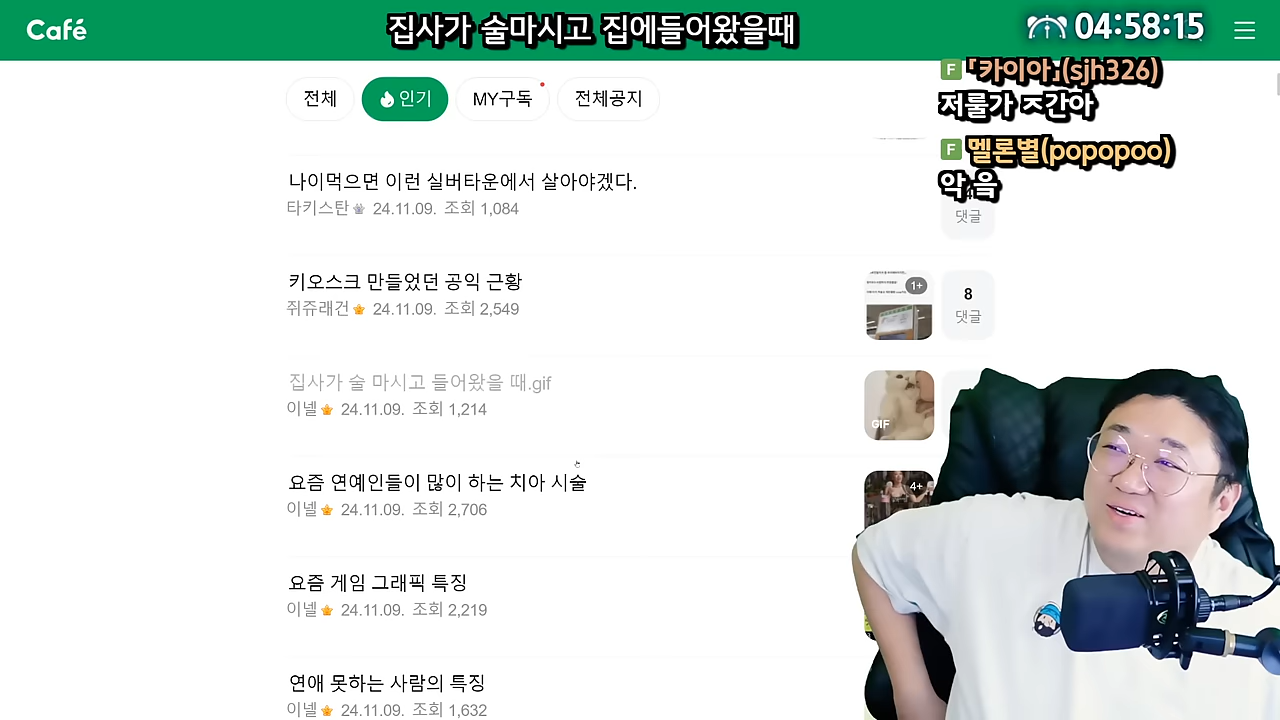 Café
집사가 술마시고 집에들어왔을때
04:58:15
전체
인기
MY구독
전체공지
F 「카이아」(sjh326)
저룰가 ㅈ간아
F 멜론별(popopoo)
악 윽
나이먹으면 이런 실버타운에서 살아야겠다.
타키스탄 24.11.09. 조회 1,084
댓글
키오스크 만들었던 공익 근황
쥐쥬래건 24.11.09. 조회 2,549
1+
8
댓글
집사가 술 마시고 들어왔을 때.gif
이넬 24.11.09. 조회 1,214
GIF
요즘 연예인들이 많이 하는 치아 시술
이넬 24.11.09. 조회 2,706
4+
요즘 게임 그래픽 특징
이넬 24.11.09. 조회 2,219
연애 못하는 사람의 특징
이넬 24.11.09. 조회 1,632